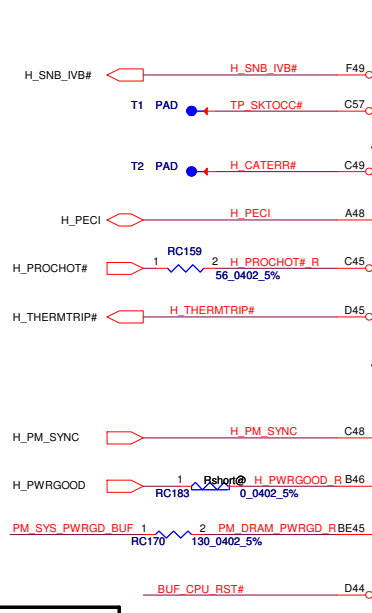 H_SNB_IVB# H_SNB_IVB# F49
T1 PAD TP_SKTOCC# C57
T2 PAD H_CATERR# C49
H_PECI H_PECI A48
RC159
H_PROCHOT# 1 2 H_PROCHOT#_R C45
56_0402_5%
H_THERMTRIP# H_THERMTRIP# D45
H_PM_SYNC H_PM_SYNC C48
H_PWRGOOD 1 Rshort@ H_PWRGOOD_R B46
RC183 0_0402_5%
PM_SYS_PWRGD_BUF 1 2 PM_DRAM_PWRGD_R BE45
RC170 130_0402_5%
BUF_CPU_RST# D44